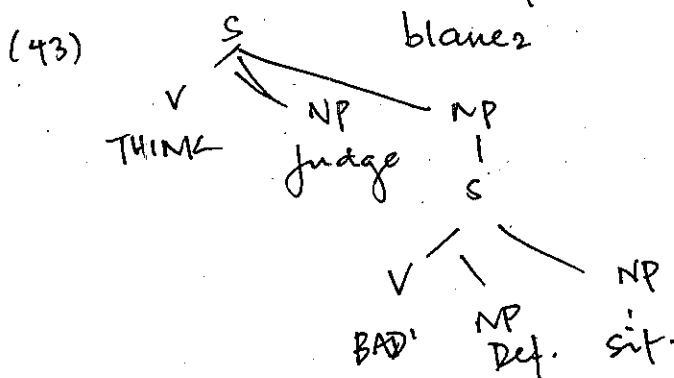 (43) S blame2
V NP NP
THINK Judge
S
V NP NP
BAD' Def. Sit.